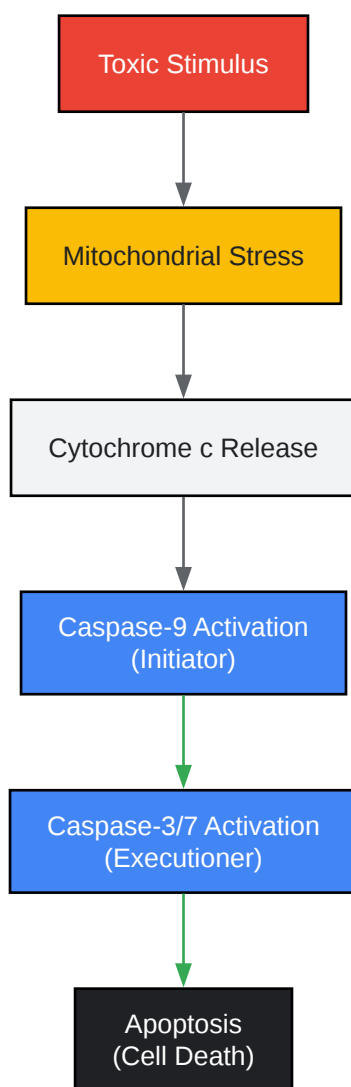 Toxic Stimulus
Mitochondrial Stress
Cytochrome c Release
Caspase-9 Activation
(Initiator)
Caspase-3/7 Activation
(Executioner)
Apoptosis
(Cell Death)